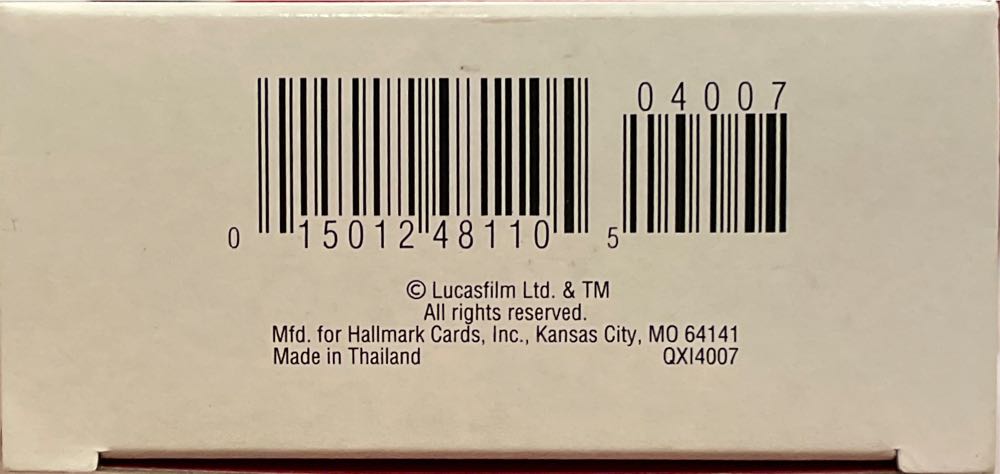 04007
0 15012 48110 5
© Lucasfilm Ltd. & TM
All rights reserved.
Mfd. for Hallmark Cards, Inc., Kansas City, MO 64141
Made in Thailand QXI4007